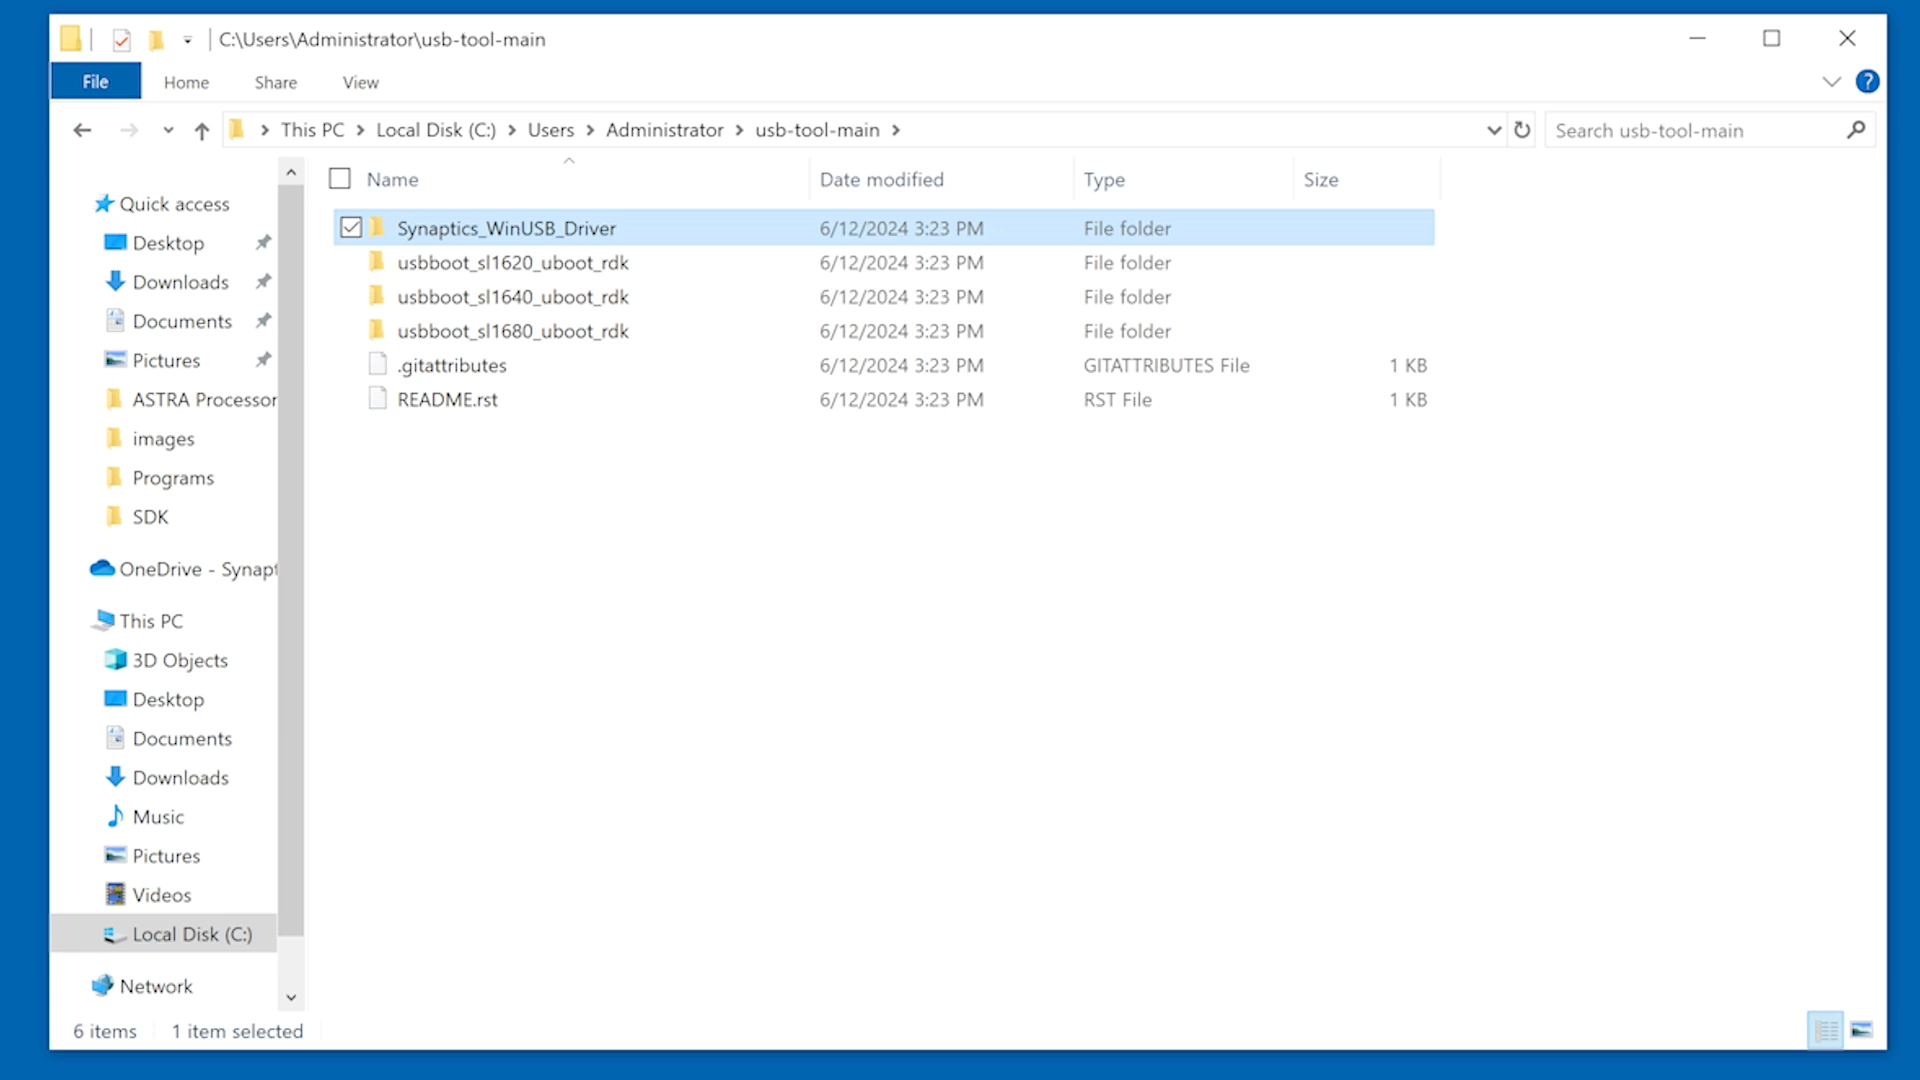 C:\Users\Administrator\usb-tool-main
File Home Share View
This PC Local Disk (C:) Users Administrator usb-tool-main
Search usb-tool-main
Name Date modified Type Size
Synaptics_WinUSB_Driver 6/12/2024 3:23 PM File folder
usbboot_sl1620_uboot_rdk 6/12/2024 3:23 PM File folder
usbboot_sl1640_uboot_rdk 6/12/2024 3:23 PM File folder
usbboot_sl1680_uboot_rdk 6/12/2024 3:23 PM File folder
.gitattributes 6/12/2024 3:23 PM GITATTRIBUTES File 1 KB
README.rst 6/12/2024 3:23 PM RST File 1 KB
Quick access
Desktop
Downloads
Documents
Pictures
ASTRA Processor
images
Programs
SDK
OneDrive - Synapt
This PC
3D Objects
Desktop
Documents
Downloads
Music
Pictures
Videos
Local Disk (C:)
Network
6 items 1 item selected